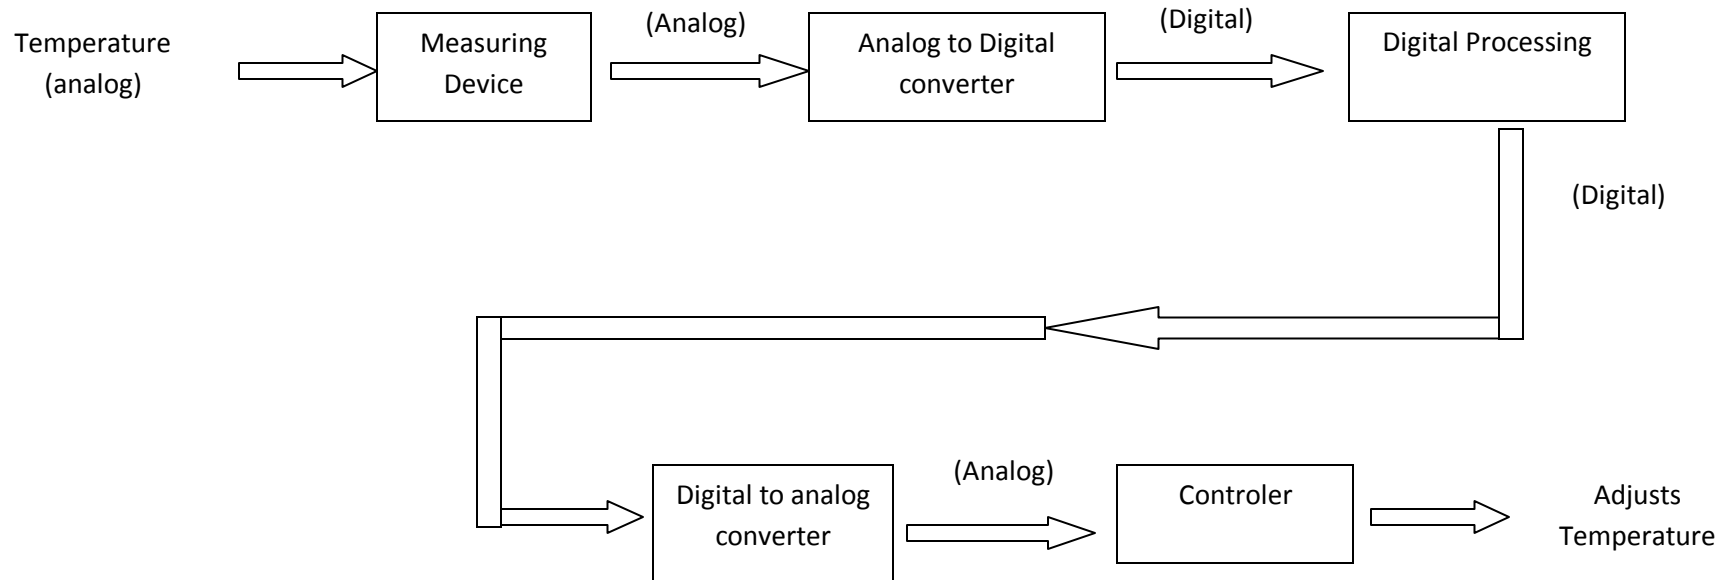 Temperature
(analog)
Measuring
Device
(Analog)
Analog to Digital
converter
(Digital)
Digital Processing
(Digital)
Digital to analog
converter
(Analog)
Controler
Adjusts
Temperature